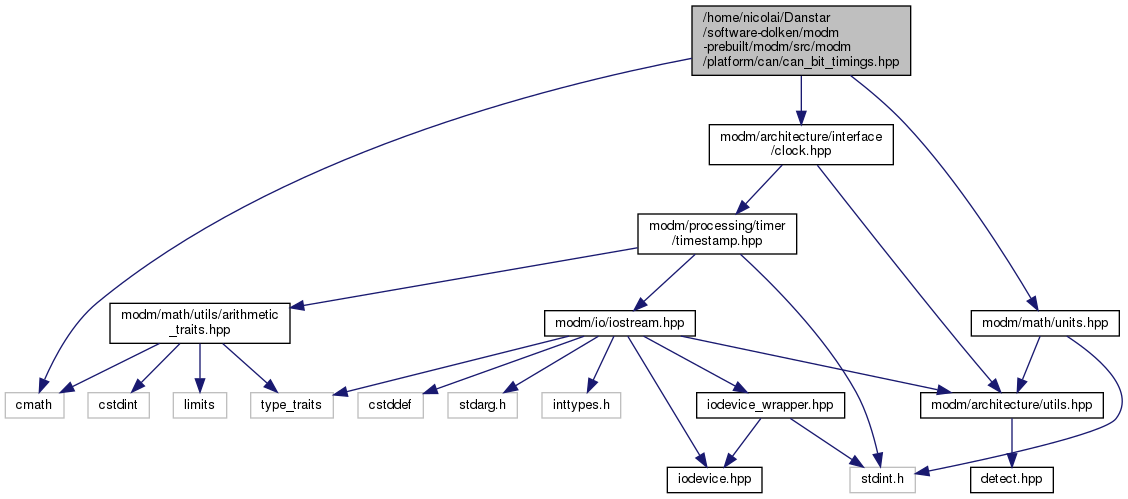 /home/nicolai/Danstar
/software-dolken/modm
-prebuilt/modm/src/modm
/platform/can/can_bit_timings.hpp
modm/architecture/interface
/clock.hpp
modm/processing/timer
/timestamp.hpp
modm/math/utils/arithmetic
_traits.hpp
modm/io/iostream.hpp
modm/math/units.hpp
cmath
cstdint
limits
type_traits
cstddef
stdarg.h
inttypes.h
iodevice_wrapper.hpp
modm/architecture/utils.hpp
iodevice.hpp
stdint.h
detect.hpp